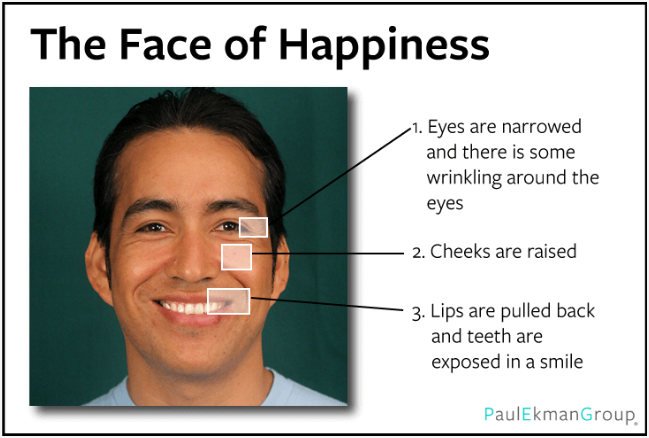 The Face of Happiness
1. Eyes are narrowed
and there is some
wrinkling around the
eyes
2. Cheeks are raised
3. Lips are pulled back
and teeth are
exposed in a smile
PaulEkmanGroup®